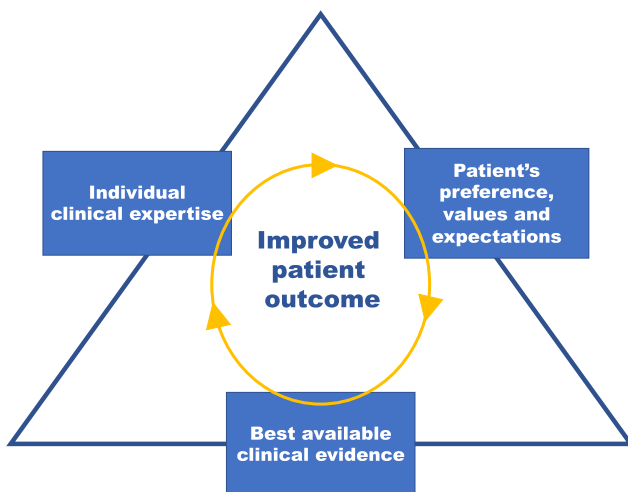 Individual
clinical expertise
Patient's
preference,
values and
expectations
Improved
patient
outcome
Best available
clinical evidence